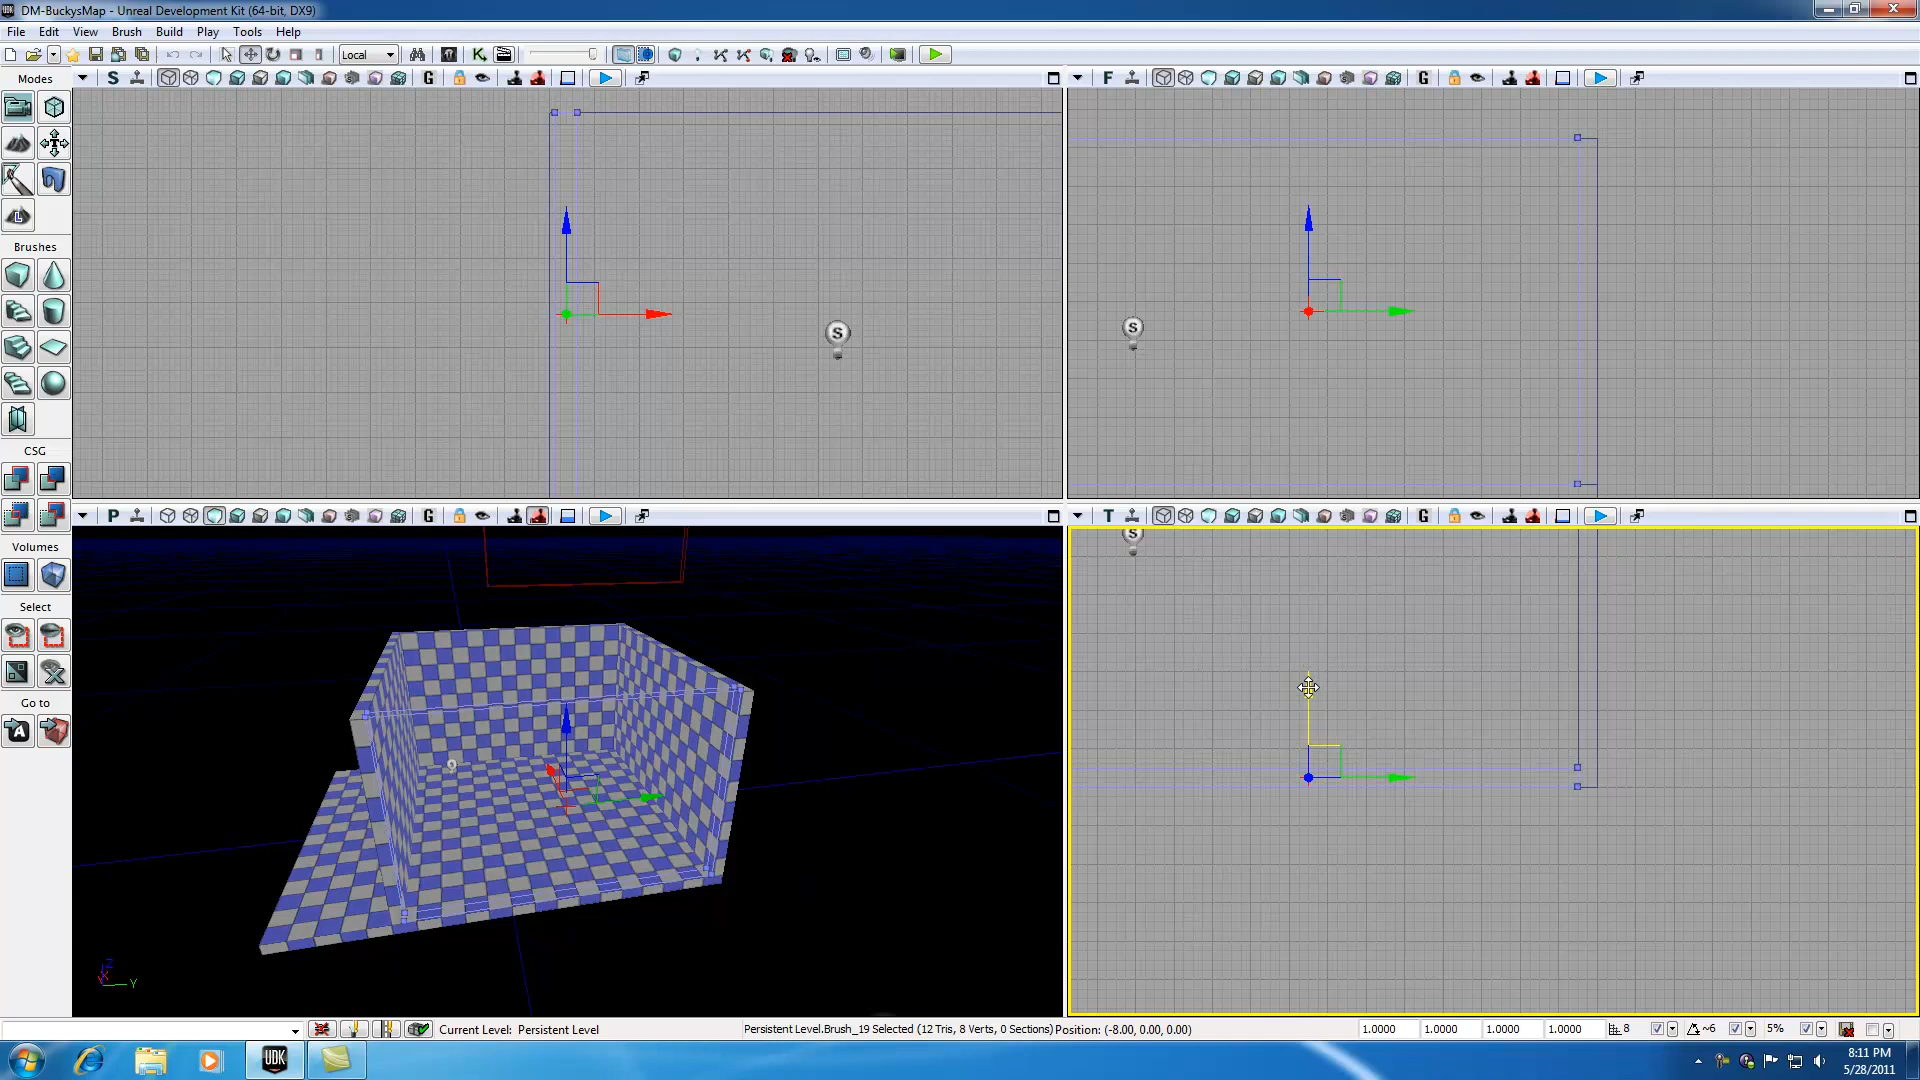 DM-BuckysMap - Unreal Development Kit (64-bit, DX9)
File Edit View Brush Build Play Tools Help
Local
Modes
S G
F G
L
Brushes
CSG
Volumes
Select
Go to
A
S
S
P G
T G
S
Z
X
Y
Current Level: Persistent Level
Persistent Level.Brush_19 Selected (12 Tris, 8 Verts, 0 Sections) Position: (-8.00, 0.00, 0.00)
1.0000 1.0000 1.0000 1.0000 8 ~6 5%
UDK
8:11 PM
5/28/2011